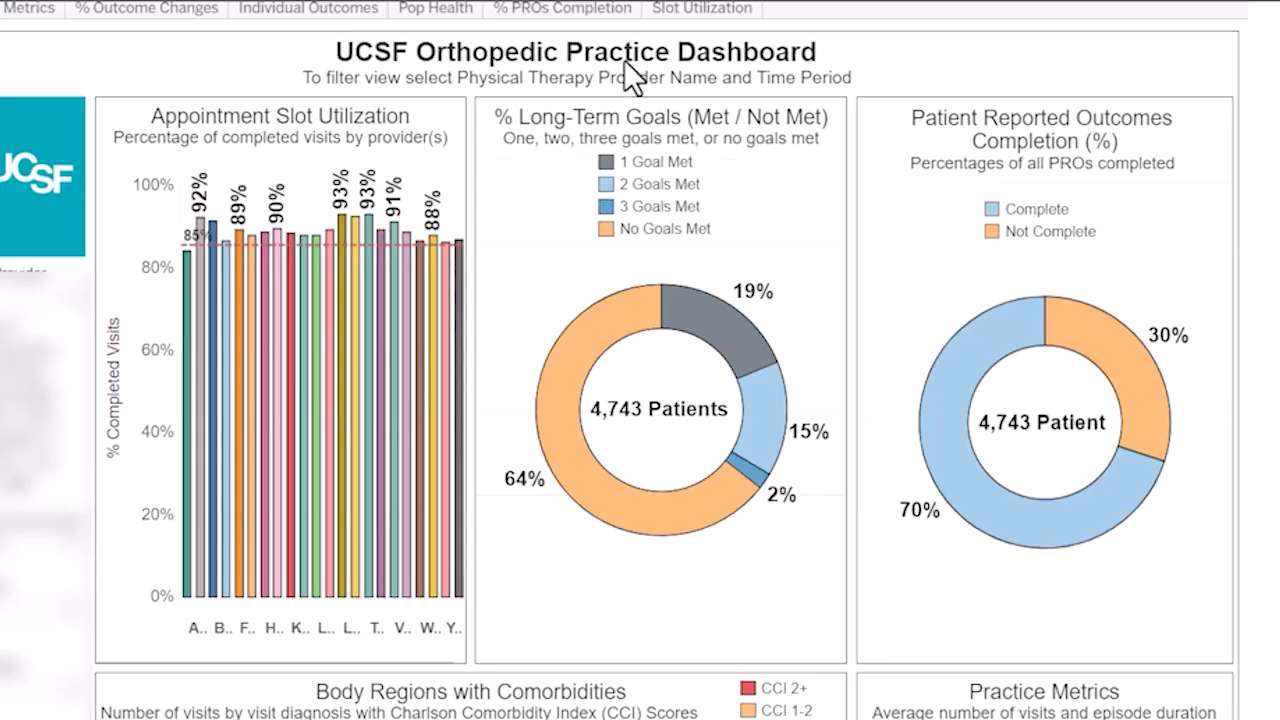 Metrics % Outcome Changes Individual Outcomes Pop Health % PROs Completion Slot Utilization
UCSF Orthopedic Practice Dashboard
To filter view select Physical Therapy Provider Name and Time Period
UCSF
Appointment Slot Utilization
Percentage of completed visits by provider(s)
100%
80%
60%
40%
20%
0%
% Completed Visits
85%
92%
89%
90%
93%
93%
91%
88%
A.. B.. F.. H.. K.. L.. L.. T.. V.. W.. Y..
% Long-Term Goals (Met / Not Met)
One, two, three goals met, or no goals met
1 Goal Met
2 Goals Met
3 Goals Met
No Goals Met
19%
15%
2%
64%
4,743 Patients
Patient Reported Outcomes
Completion (%)
Percentages of all PROs completed
Complete
Not Complete
30%
70%
4,743 Patient
Body Regions with Comorbidities
Number of visits by visit diagnosis with Charlson Comorbidity Index (CCI) Scores
CCI 2+
CCI 1-2
Practice Metrics
Average number of visits and episode duration